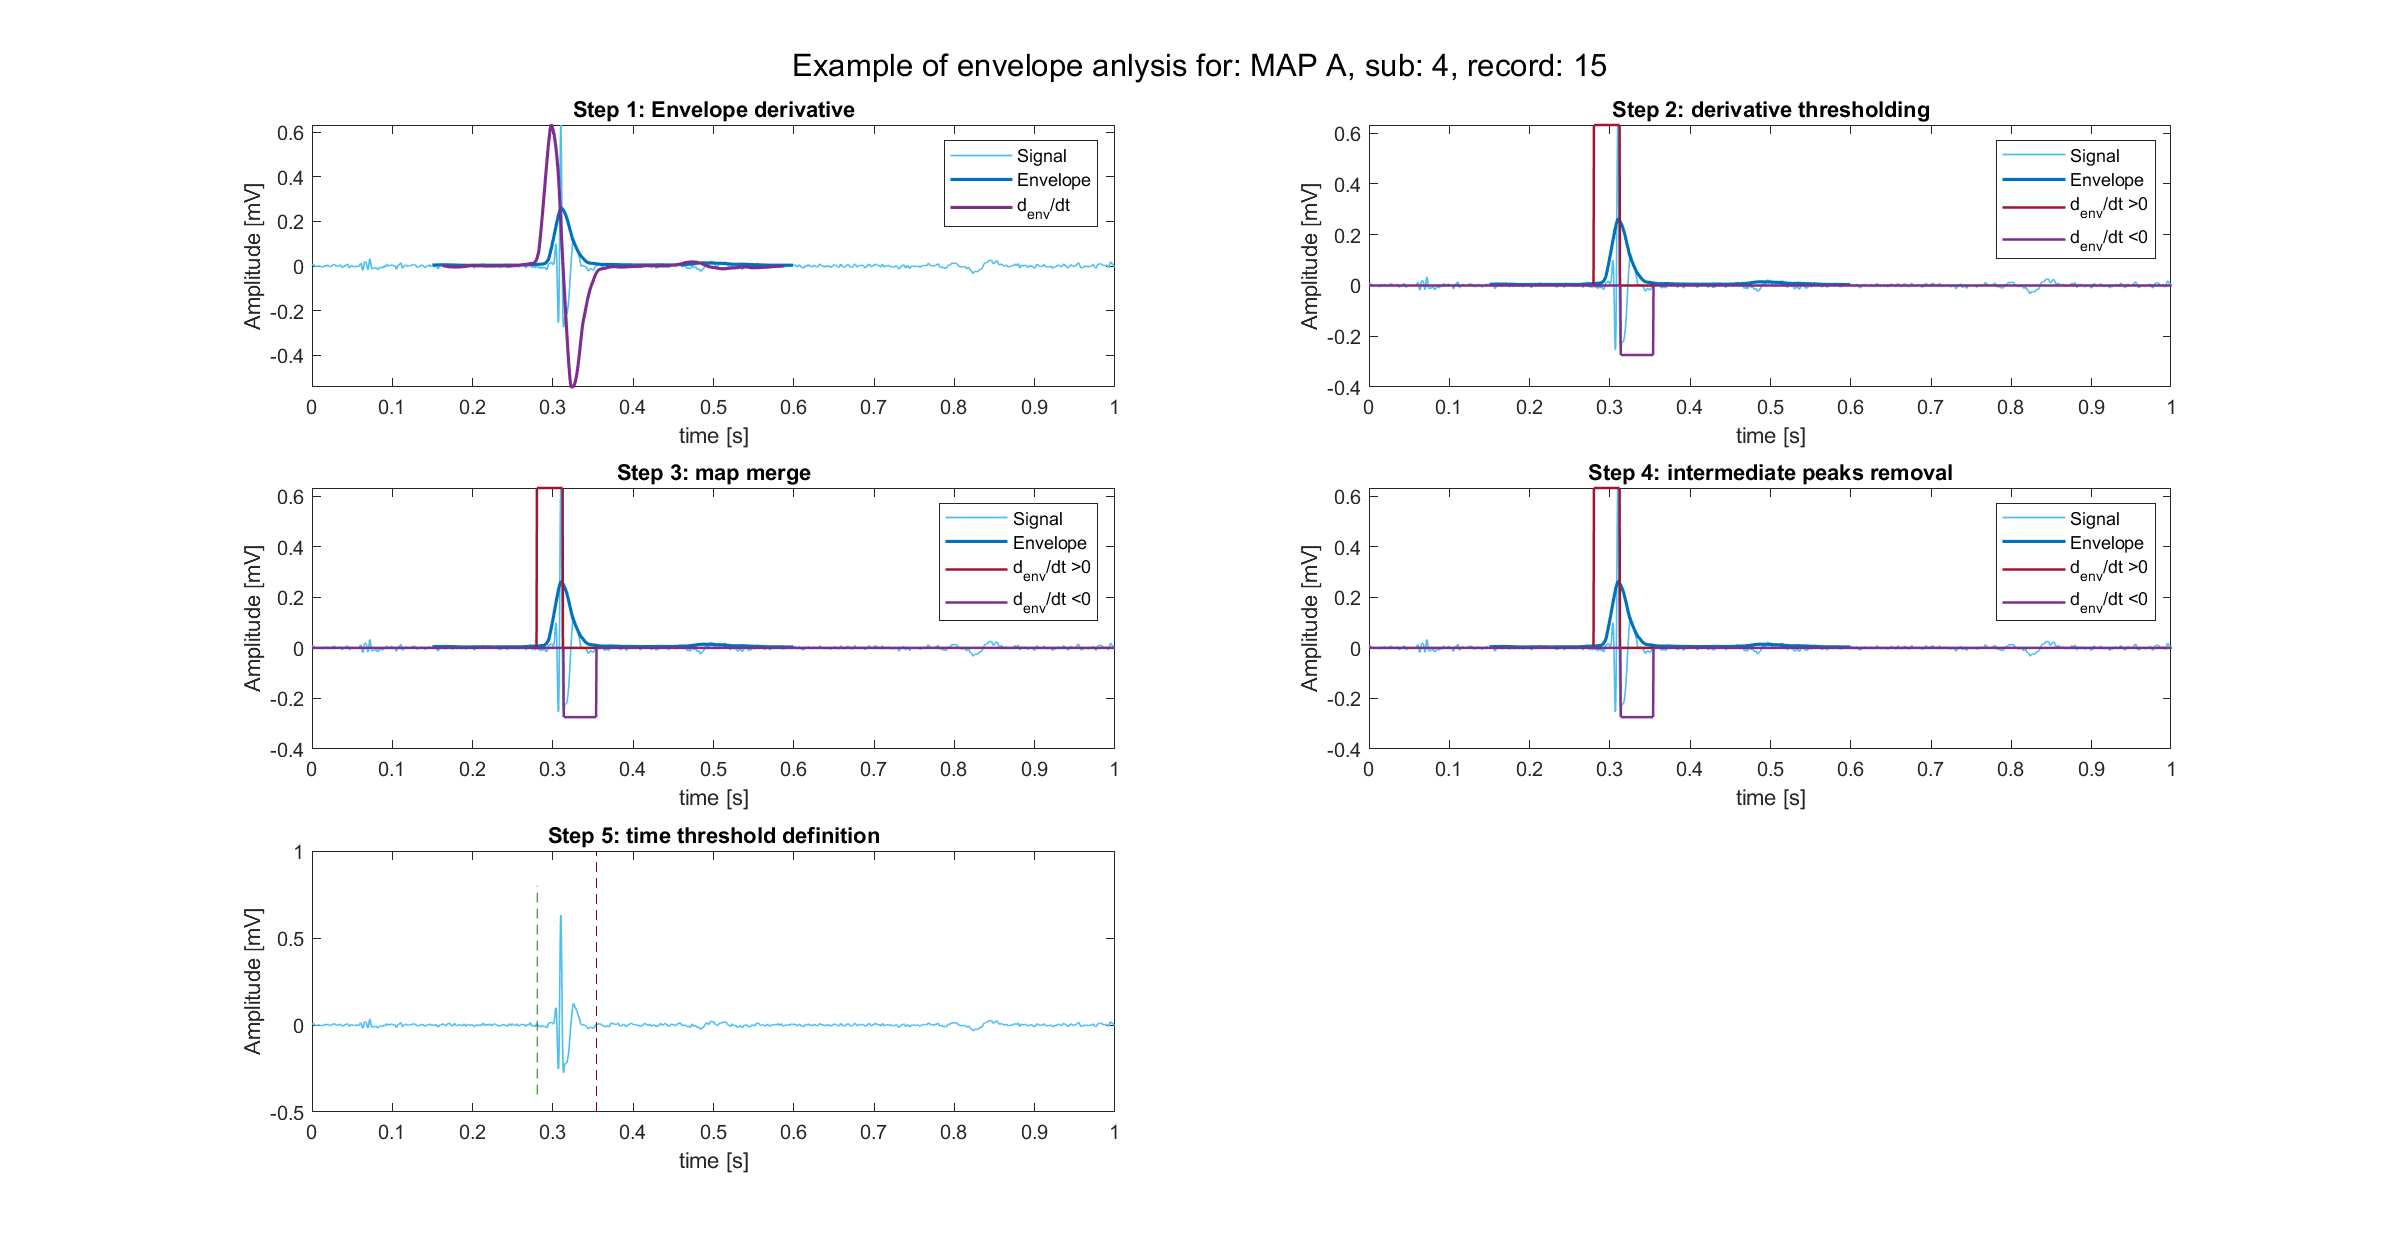 Example of envelope anlysis for: MAP A, sub: 4, record: 15
Step 1: Envelope derivative
0.6
0.4
0.2
0
-0.2
-0.4
Amplitude [mV]
0 0.1 0.2 0.3 0.4 0.5 0.6 0.7 0.8 0.9 1
time [s]
Signal
Envelope
d_env/dt
Step 2: derivative thresholding
0.6
0.4
0.2
0
-0.2
-0.4
Amplitude [mV]
0 0.1 0.2 0.3 0.4 0.5 0.6 0.7 0.8 0.9 1
time [s]
Signal
Envelope
d_env/dt >0
d_env/dt <0
Step 3: map merge
0.6
0.4
0.2
0
-0.2
-0.4
Amplitude [mV]
0 0.1 0.2 0.3 0.4 0.5 0.6 0.7 0.8 0.9 1
time [s]
Signal
Envelope
d_env/dt >0
d_env/dt <0
Step 4: intermediate peaks removal
0.6
0.4
0.2
0
-0.2
-0.4
Amplitude [mV]
0 0.1 0.2 0.3 0.4 0.5 0.6 0.7 0.8 0.9 1
time [s]
Signal
Envelope
d_env/dt >0
d_env/dt <0
Step 5: time threshold definition
1
0.5
0
-0.5
Amplitude [mV]
0 0.1 0.2 0.3 0.4 0.5 0.6 0.7 0.8 0.9 1
time [s]